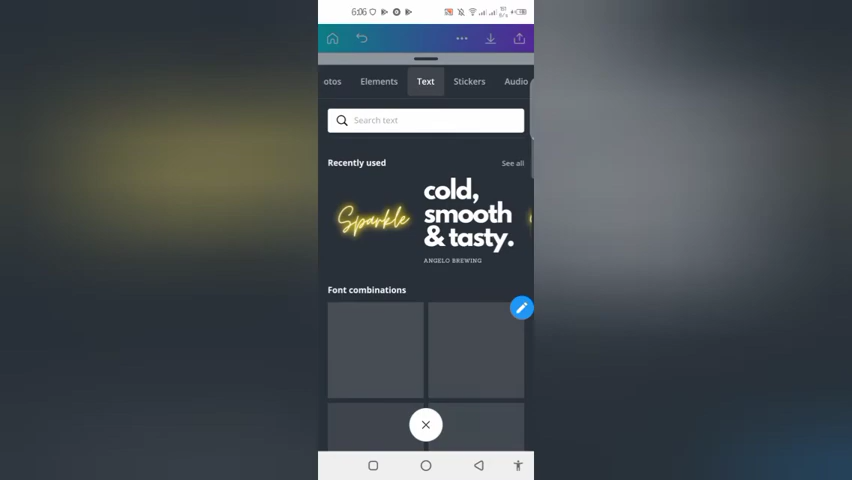 6:06
otos Elements Text Stickers Audio
Search text
Recently used
See all
Sparkle
cold,
smooth
& tasty.
ANGELO BREWING
Font combinations